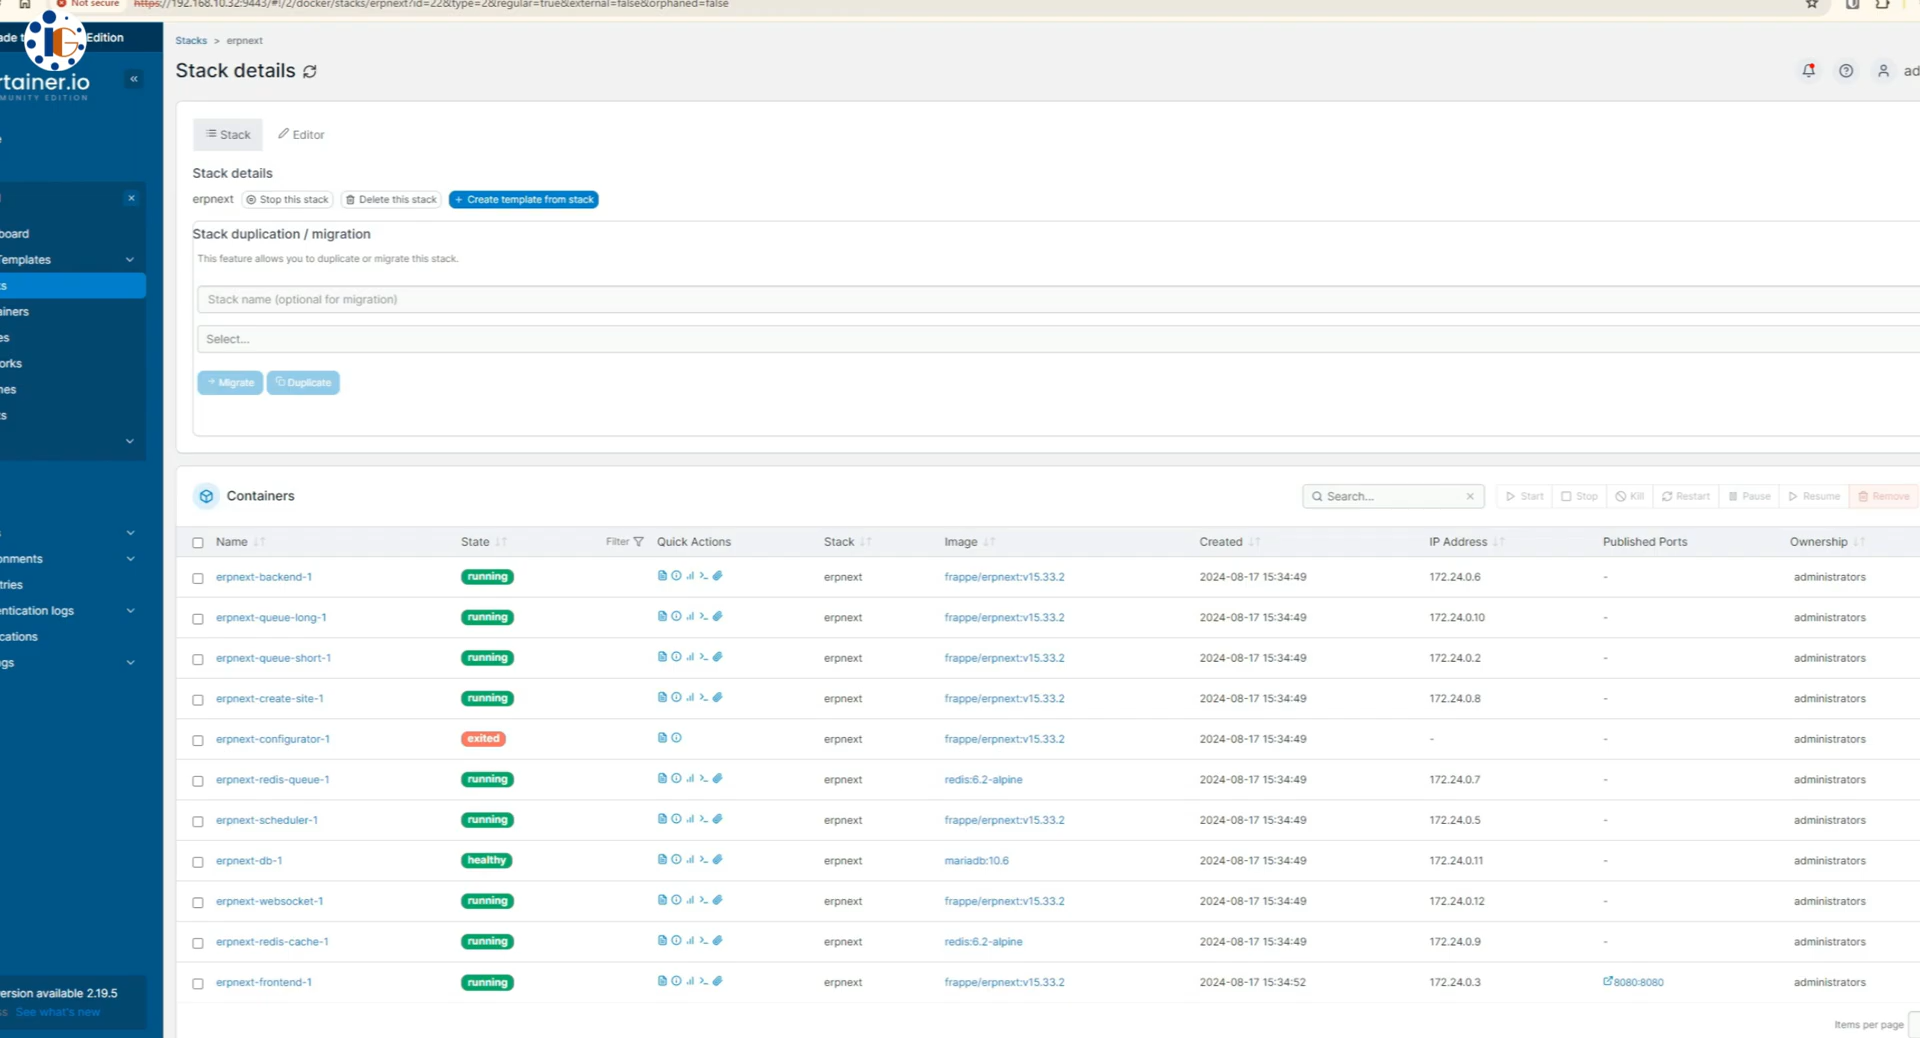 Not secure https://192.168.10.32:9443/#!/2/docker/stacks/erpnext?id=22&type=2&regular=true&external=false&orphaned=false
Edition
iG
rtainer.io
MUNITY EDITION
Stacks > erpnext
Stack details
Stack Editor
Stack details
erpnext Stop this stack Delete this stack + Create template from stack
Stack duplication / migration
This feature allows you to duplicate or migrate this stack.
Stack name (optional for migration)
Select...
Migrate Duplicate
board
Templates
ainers
es
orks
nes
ts
onments
tries
entication logs
cations
gs
ersion available 2.19.5
See what's new
Containers
Search... Start Stop Kill Restart Pause Resume Remove
Name State Filter Quick Actions Stack Image Created IP Address Published Ports Ownership
erpnext-backend-1 running erpnext frappe/erpnext:v15.33.2 2024-08-17 15:34:49 172.24.0.6 - administrators
erpnext-queue-long-1 running erpnext frappe/erpnext:v15.33.2 2024-08-17 15:34:49 172.24.0.10 - administrators
erpnext-queue-short-1 running erpnext frappe/erpnext:v15.33.2 2024-08-17 15:34:49 172.24.0.2 - administrators
erpnext-create-site-1 running erpnext frappe/erpnext:v15.33.2 2024-08-17 15:34:49 172.24.0.8 - administrators
erpnext-configurator-1 exited erpnext frappe/erpnext:v15.33.2 2024-08-17 15:34:49 - - administrators
erpnext-redis-queue-1 running erpnext redis:6.2-alpine 2024-08-17 15:34:49 172.24.0.7 - administrators
erpnext-scheduler-1 running erpnext frappe/erpnext:v15.33.2 2024-08-17 15:34:49 172.24.0.5 - administrators
erpnext-db-1 healthy erpnext mariadb:10.6 2024-08-17 15:34:49 172.24.0.11 - administrators
erpnext-websocket-1 running erpnext frappe/erpnext:v15.33.2 2024-08-17 15:34:49 172.24.0.12 - administrators
erpnext-redis-cache-1 running erpnext redis:6.2-alpine 2024-08-17 15:34:49 172.24.0.9 - administrators
erpnext-frontend-1 running erpnext frappe/erpnext:v15.33.2 2024-08-17 15:34:52 172.24.0.3 8080:8080 administrators
Items per page